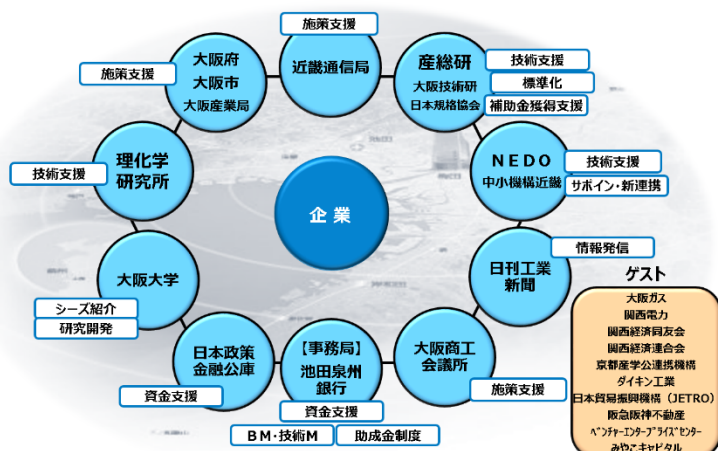 施策支援
近畿通信局
大阪府
大阪市
大阪産業局
施策支援
産総研
大阪技術研
日本規格協会
技術支援
標準化
補助金獲得支援
理化学
研究所
技術支援
企業
NEDO
中小機構近畿
技術支援
サポイン・新連携
大阪大学
シーズ紹介
研究開発
日刊工業
新聞
情報発信
日本政策
金融公庫
資金支援
【事務局】
池田泉州
銀行
資金支援
BM・技術M
助成金制度
大阪商工
会議所
施策支援
ゲスト
大阪ガス
関西電力
関西経済同友会
関西経済連合会
京都産学公連携機構
ダイキン工業
日本貿易振興機構（JETRO）
阪急阪神不動産
ベンチャーエンタープライズセンター
みやこキャピタル